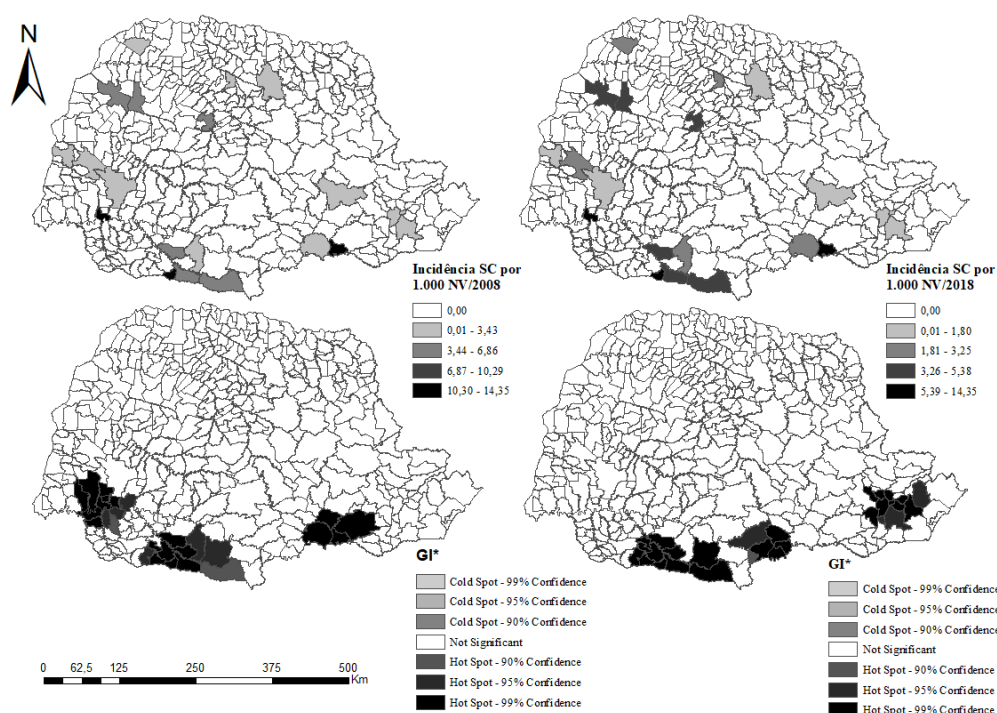 N
Incidência SC por
1.000 NV/2008
0,00
0,01 - 3,43
3,44 - 6,86
6,87 - 10,29
10,30 - 14,35
Incidência SC por
1.000 NV/2018
0,00
0,01 - 1,80
1,81 - 3,25
3,26 - 5,38
5,39 - 14,35
GI*
Cold Spot - 99% Confidence
Cold Spot - 95% Confidence
Cold Spot - 90% Confidence
Not Significant
Hot Spot - 90% Confidence
Hot Spot - 95% Confidence
Hot Spot - 99% Confidence
GI*
Cold Spot - 99% Confidence
Cold Spot - 95% Confidence
Cold Spot - 90% Confidence
Not Significant
Hot Spot - 90% Confidence
Hot Spot - 95% Confidence
Hot Spot - 99% Confidence
0 62,5 125 250 375 500
Km